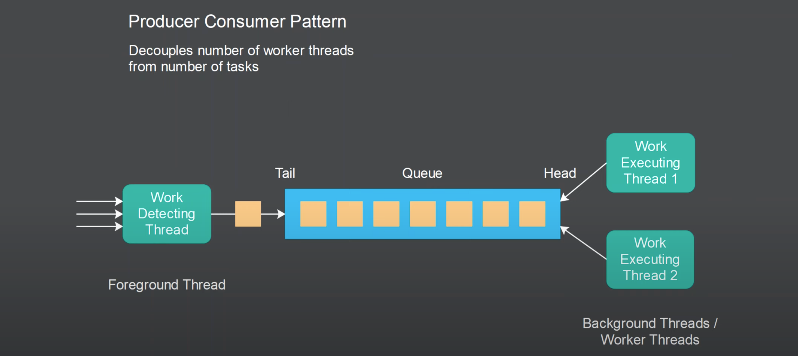 Producer Consumer Pattern
Decouples number of worker threads
from number of tasks
Tail
Queue
Head
Work
Detecting
Thread
Work
Executing
Thread 1
Work
Executing
Thread 2
Foreground Thread
Background Threads /
Worker Threads